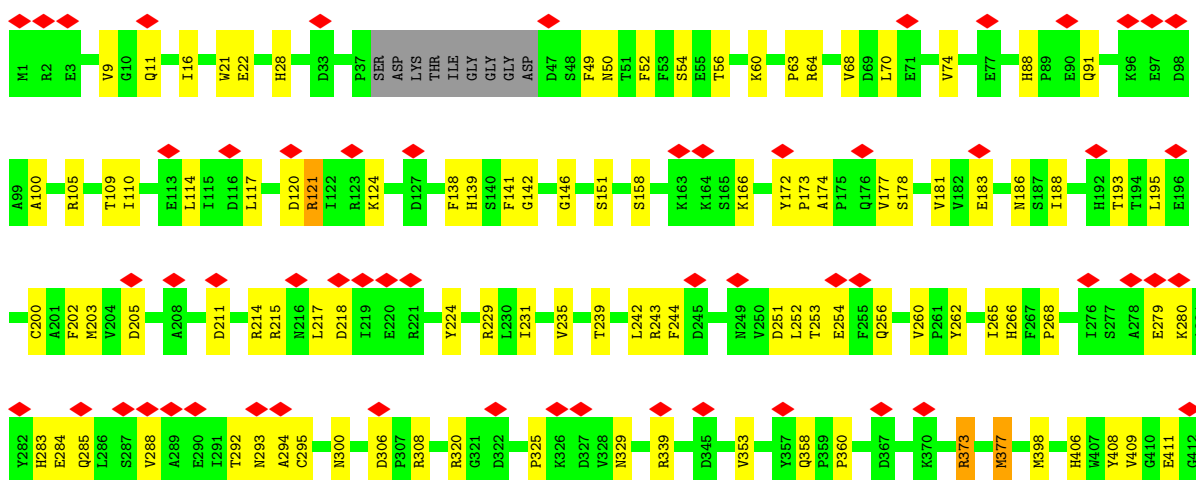 M1 R2 E3 V9 G10 Q11 I16 W21 E22 H28 D33 P37 SER ASP LYS THR ILE GLY GLY GLY ASP D47 S48 F49 N50 T51 F52 F53 S54 E55 T56 K60 P63 R64 V68 D69 L70 E71 V74 E77 H88 P89 E90 Q91 K96 E97 D98
A99 A100 R105 T109 I110 E113 L114 I115 D116 L117 D120 R121 I122 R123 K124 D127 F138 H139 S140 F141 G142 G146 S151 S158 K163 K164 S165 K166 Y172 P173 A174 P175 Q176 V177 S178 V181 V182 E183 N186 S187 I188 H192 T193 T194 L195 E196
C200 A201 F202 M203 V204 D205 A208 D211 R214 R215 N216 L217 D218 I219 E220 R221 Y224 R229 L230 I231 V235 T239 L242 R243 F244 D245 N249 V250 D251 L252 T253 E254 F255 Q256 V260 P261 Y262 I265 H266 F267 P268 I276 S277 A278 E279 K280
Y282 H283 E284 Q285 L286 S287 V288 A289 E290 I291 T292 N293 A294 C295 N300 D306 P307 R308 R320 G321 D322 P325 K326 D327 V328 N329 R339 D345 V353 Y357 Q358 P359 P360 D367 K370 R373 M377 M398 H406 W407 Y408 V409 G410 E411 G412